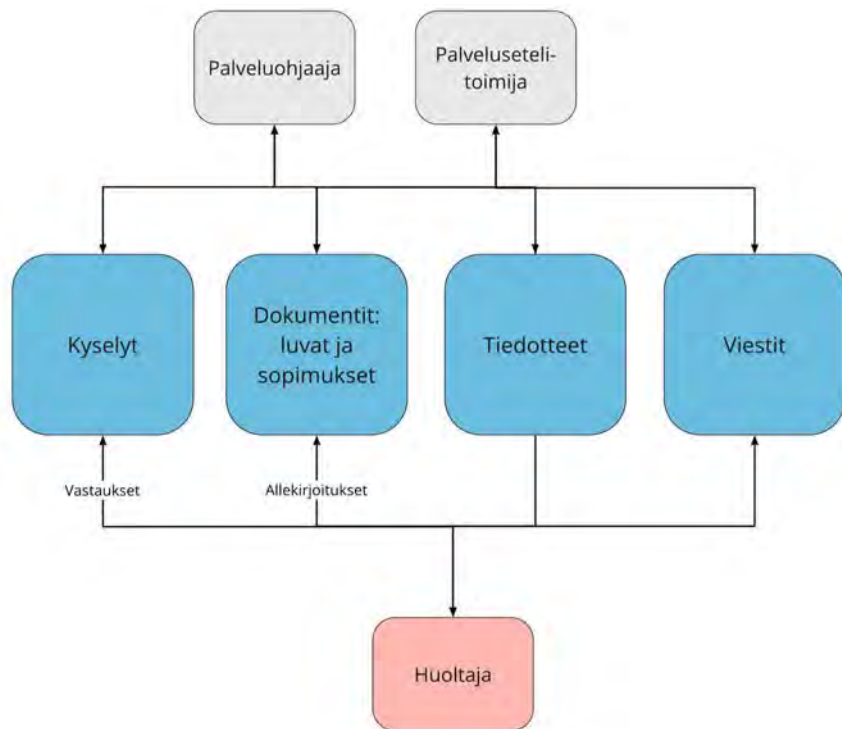 Palveluohjaaja
Palveluseteli-
toimija
Kyselyt
Dokumentit:
luvat ja
sopimukset
Tiedotteet
Viestit
Vastaukset
Allekirjoitukset
Huoltaja